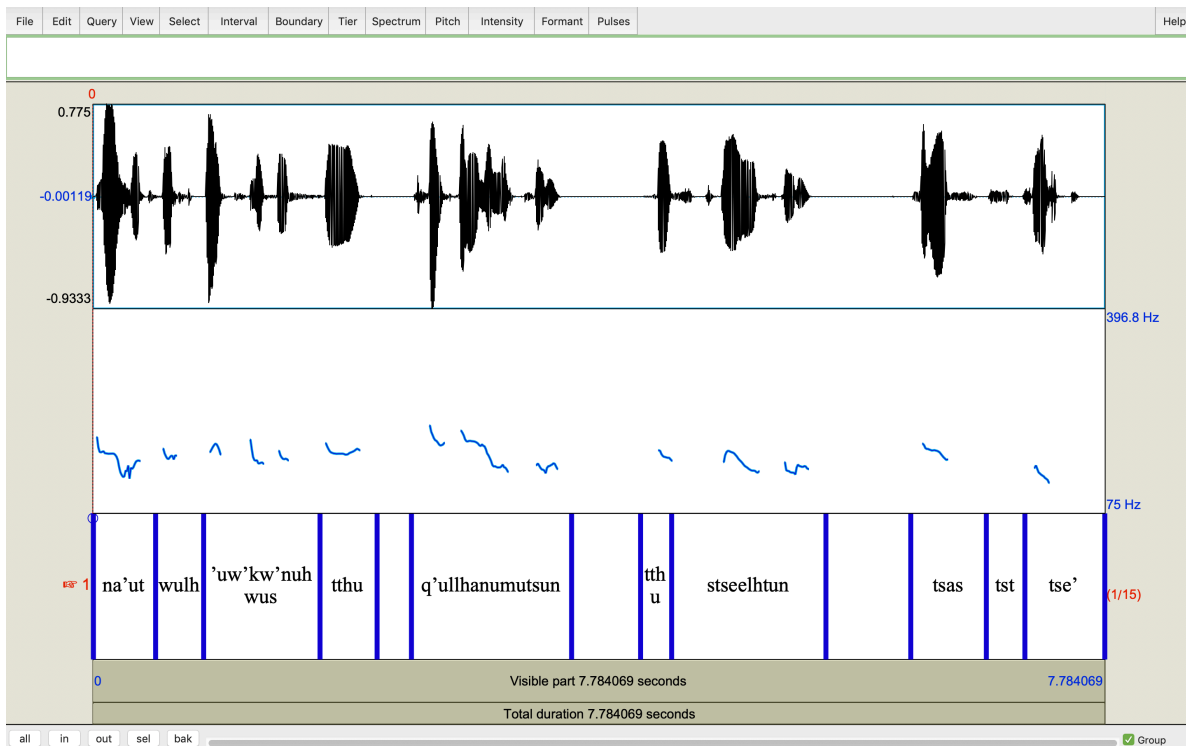 File Edit Query View Select Interval Boundary Tier Spectrum Pitch Intensity Formant Pulses Help
0
0.775
-0.00119
-0.9333
396.8 Hz
75 Hz
1
na’ut wulh ’uw’kw’nuh tthu q’ullhanumutsun tth stseelhtun tsas tst tse’
wus u
(1/15)
0 Visible part 7.784069 seconds 7.784069
Total duration 7.784069 seconds
all in out sel bak Group